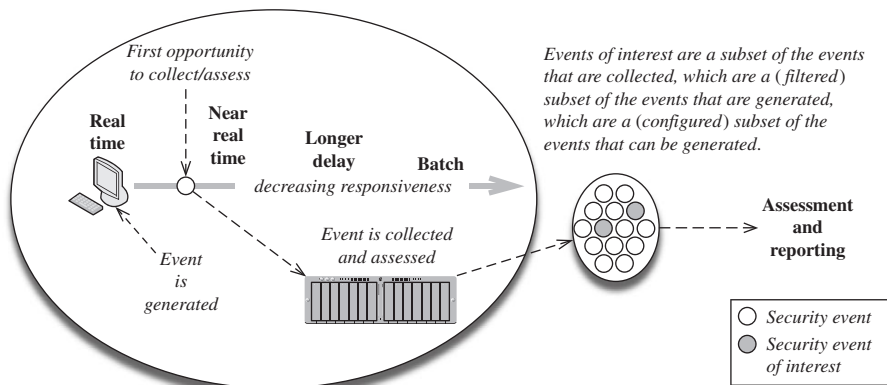 First opportunity
to collect/assess
Events of interest are a subset of the events
that are collected, which are a (filtered)
subset of the events that are generated,
which are a (configured) subset of the
events that can be generated.
Real
time
Near
real
time
Longer
delay
Batch
decreasing responsiveness
Event
is
generated
Event is collected
and assessed
Assessment
and
reporting
Security event
Security event
of interest